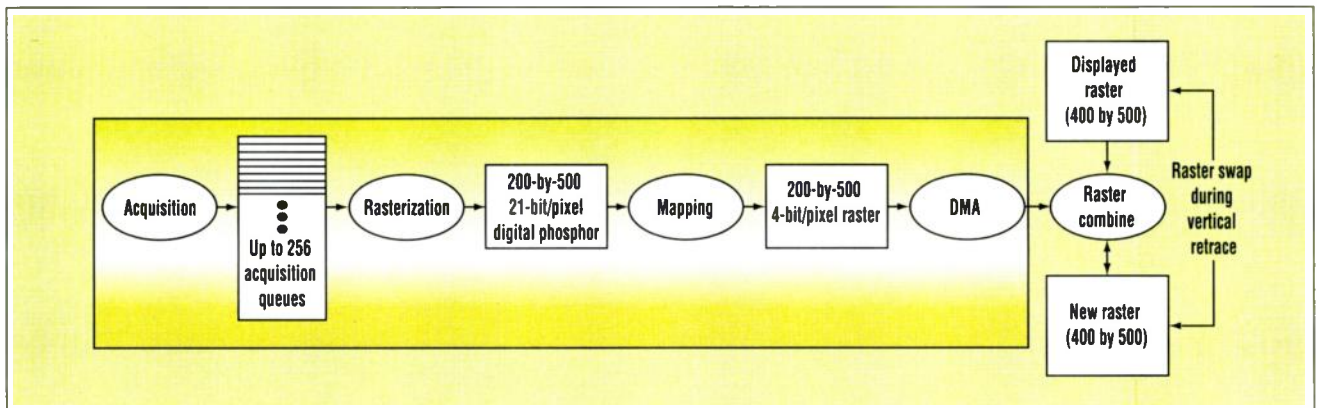 Acquisition
Up to 256
acquisition
queues
Rasterization
200-by-500
21-bit/pixel
digital phosphor
Mapping
200-by-500
4-bit/pixel raster
DMA
Displayed
raster
(400 by 500)
Raster
combine
New raster
(400 by 500)
Raster swap
during
vertical
retrace